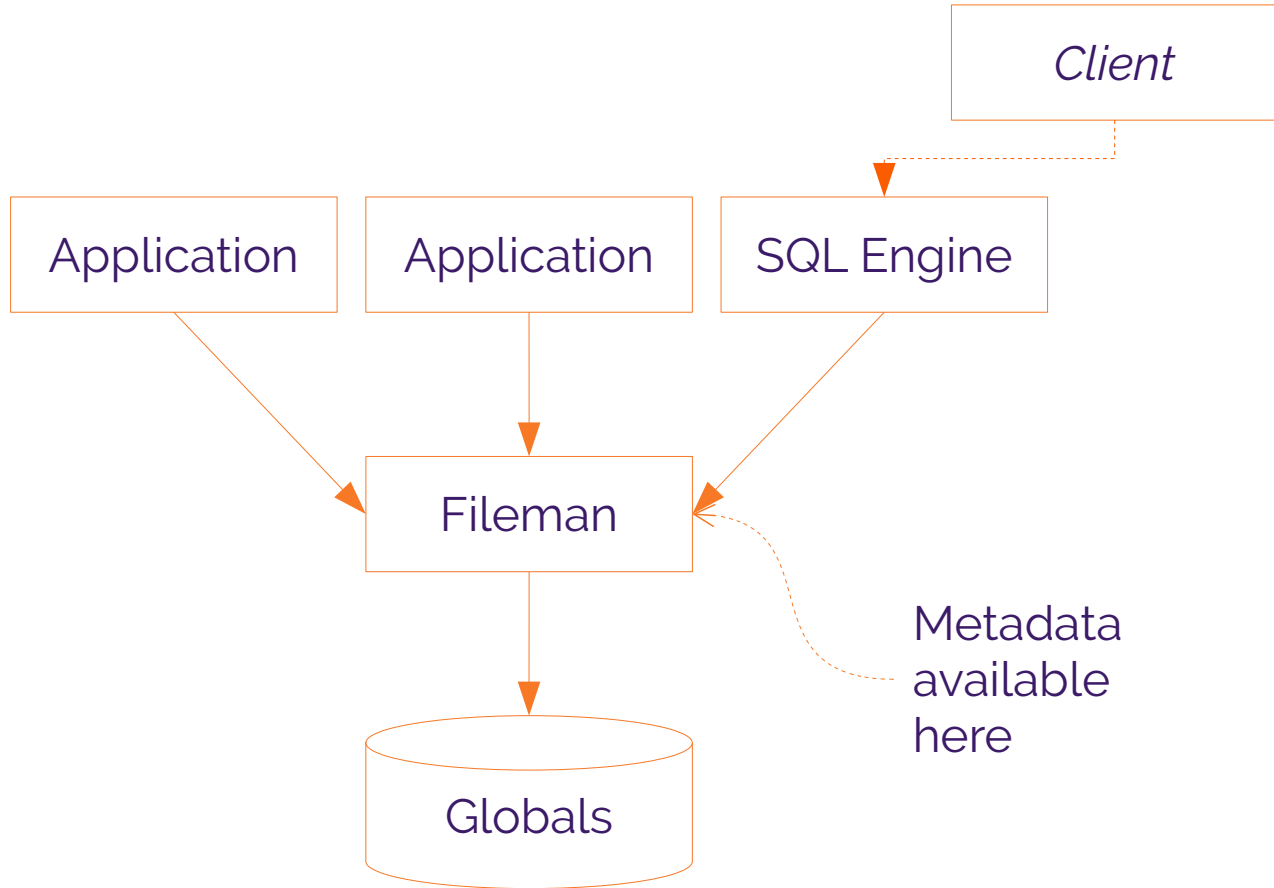 Client
Application
Application
SQL Engine
Fileman
Metadata
available
here
Globals